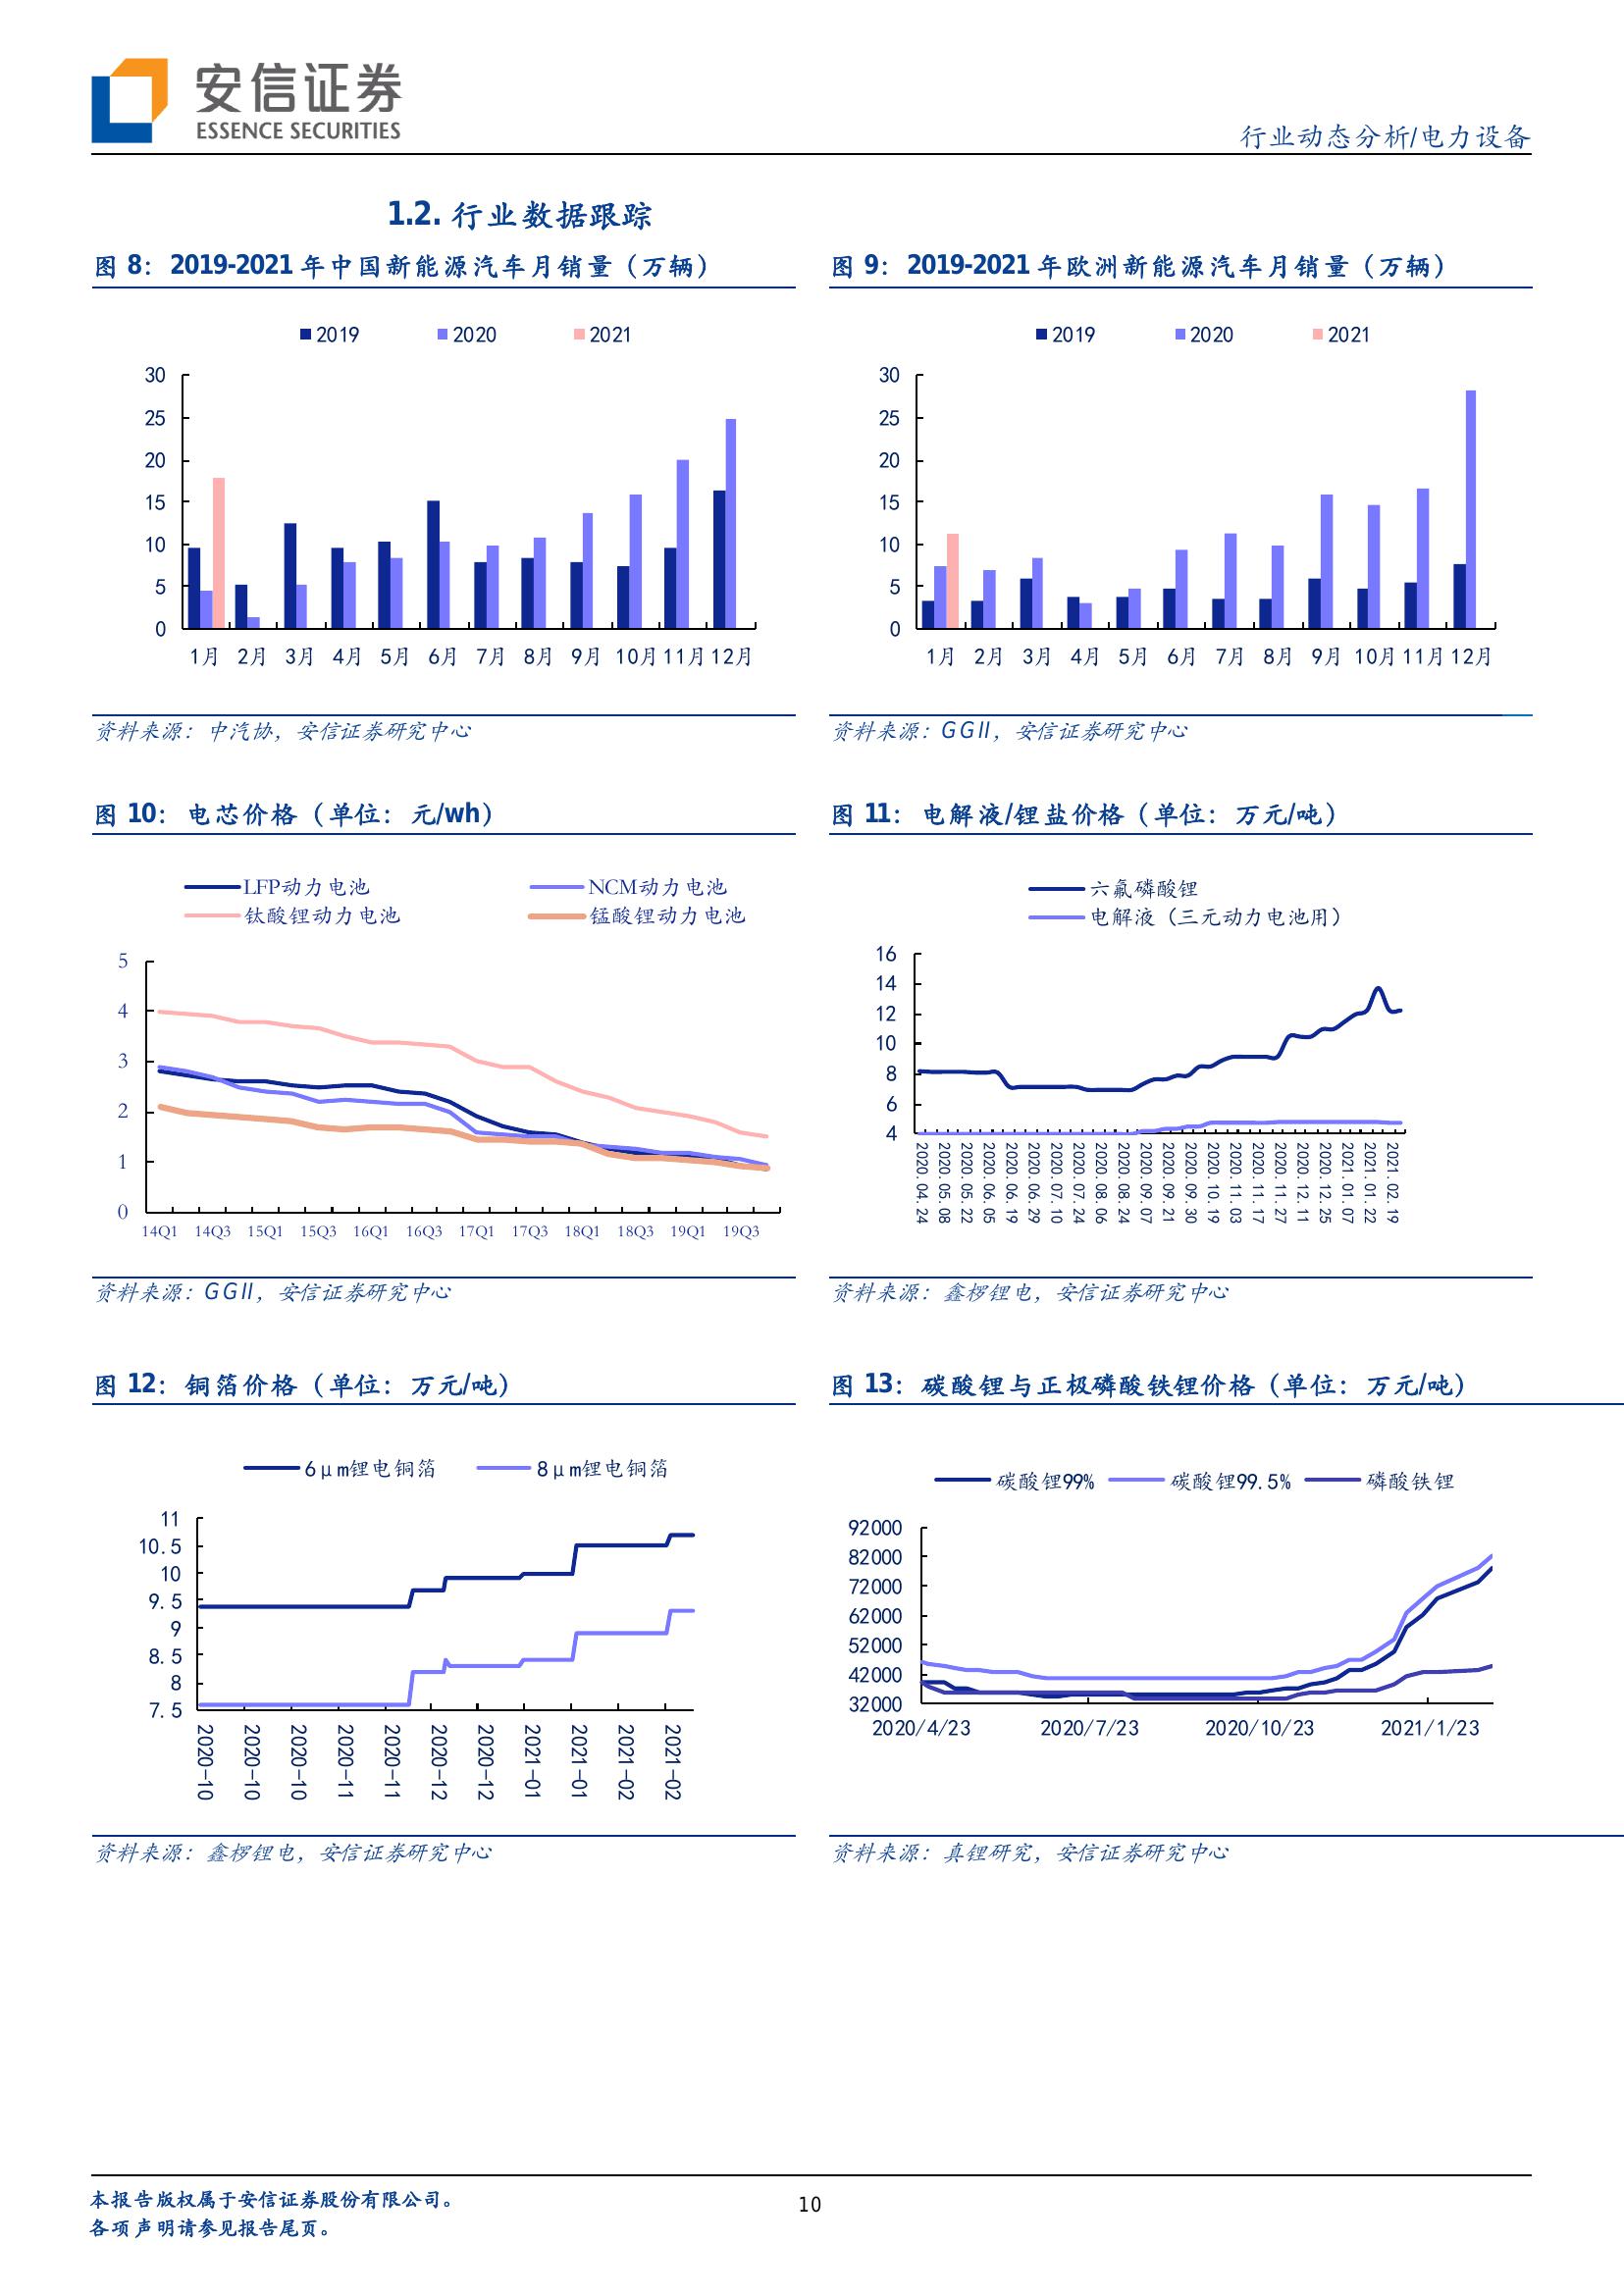 安信证券
ESSENCE SECURITIES
行业动态分析/电力设备
1.2. 行业数据跟踪
图 8：2019-2021 年中国新能源汽车月销量（万辆）
2019 2020 2021
30
25
20
15
10
5
0
1月 2月 3月 4月 5月 6月 7月 8月 9月 10月 11月 12月
资料来源：中汽协，安信证券研究中心
图 9：2019-2021 年欧洲新能源汽车月销量（万辆）
2019 2020 2021
30
25
20
15
10
5
0
1月 2月 3月 4月 5月 6月 7月 8月 9月 10月 11月 12月
资料来源：GGII，安信证券研究中心
图 10：电芯价格（单位：元/wh）
LFP动力电池 NCM动力电池
钛酸锂动力电池 锰酸锂动力电池
5
4
3
2
1
0
14Q1 14Q3 15Q1 15Q3 16Q1 16Q3 17Q1 17Q3 18Q1 18Q3 19Q1 19Q3
资料来源：GGII，安信证券研究中心
图 11：电解液/锂盐价格（单位：万元/吨）
六氟磷酸锂
电解液（三元动力电池用）
16
14
12
10
8
6
4
2020.04.24 2020.05.08 2020.05.22 2020.06.05 2020.06.19 2020.06.29 2020.07.10 2020.07.24 2020.08.06 2020.08.24 2020.09.07 2020.09.21 2020.09.30 2020.10.19 2020.11.03 2020.11.17 2020.11.27 2020.12.11 2020.12.25 2021.01.07 2021.01.22 2021.02.19
资料来源：鑫椤锂电，安信证券研究中心
图 12：铜箔价格（单位：万元/吨）
6μm锂电铜箔 8μm锂电铜箔
11
10.5
10
9.5
9
8.5
8
7.5
2020-10 2020-10 2020-10 2020-11 2020-11 2020-12 2020-12 2021-01 2021-01 2021-02 2021-02
资料来源：鑫椤锂电，安信证券研究中心
图 13：碳酸锂与正极磷酸铁锂价格（单位：万元/吨）
碳酸锂99% 碳酸锂99.5% 磷酸铁锂
92000
82000
72000
62000
52000
42000
32000
2020/4/23 2020/7/23 2020/10/23 2021/1/23
资料来源：真锂研究，安信证券研究中心
本报告版权属于安信证券股份有限公司。
各项声明请参见报告尾页。
10